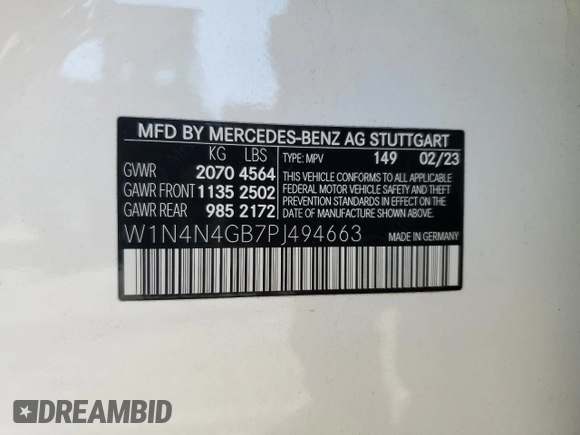 MFD BY MERCEDES-BENZ AG STUTTGART
KG LBS
GVWR 2070 4564
GAWR FRONT 1135 2502
GAWR REAR 985 2172
TYPE: MPV 149 02/23
THIS VEHICLE CONFORMS TO ALL APPLICABLE
FEDERAL MOTOR VEHICLE SAFETY AND THEFT
PREVENTION STANDARDS IN EFFECT ON THE
DATE OF MANUFACTURE SHOWN ABOVE.
W1N4N4GB7PJ494663 MADE IN GERMANY
DREAMBID